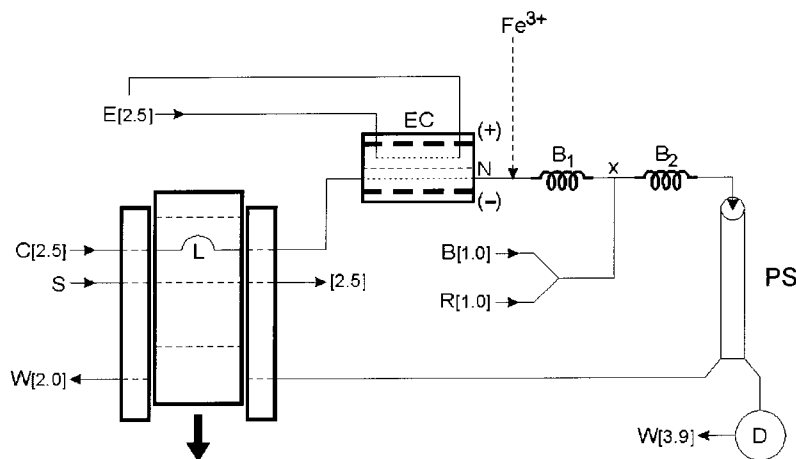 Fe³⁺
E[2.5]
EC
(+)
N
(–)
B₁
x
B₂
L
C[2.5]
S
[2.5]
B[1.0]
R[1.0]
PS
W[2.0]
W[3.9]
D